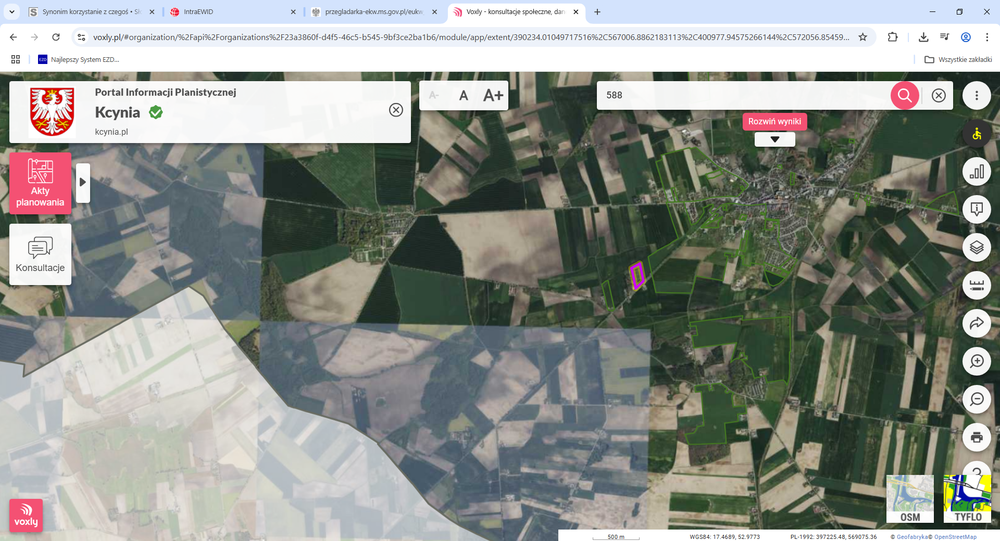 Synonim korzystanie z czegoś • Sł
IntraEWID
przegladarka-ekw.ms.gov.pl/eukw
Voxly - konsultacje społeczne, dan
voxly.pl/#organization/%2Fapi%2Forganizations%2F23a3860f-d4f5-46c5-b545-9bf3ce2ba1b6/module/app/extent/390234.01049717516%2C567006.8862183113%2C400977.94575266144%2C572056.85459...
EZD
Najlepszy System EZD...
Wszystkie zakładki
Portal Informacji Planistycznej
Kcynia
kcynia.pl
A-
A
A+
588
Rozwiń wyniki
Akty
planowania
Konsultacje
voxly
OSM
TYFLO
500 m
WGS84: 17.4689, 52.9773
PL-1992: 397225.48, 569075.36
© Geofabryka© OpenStreetMap